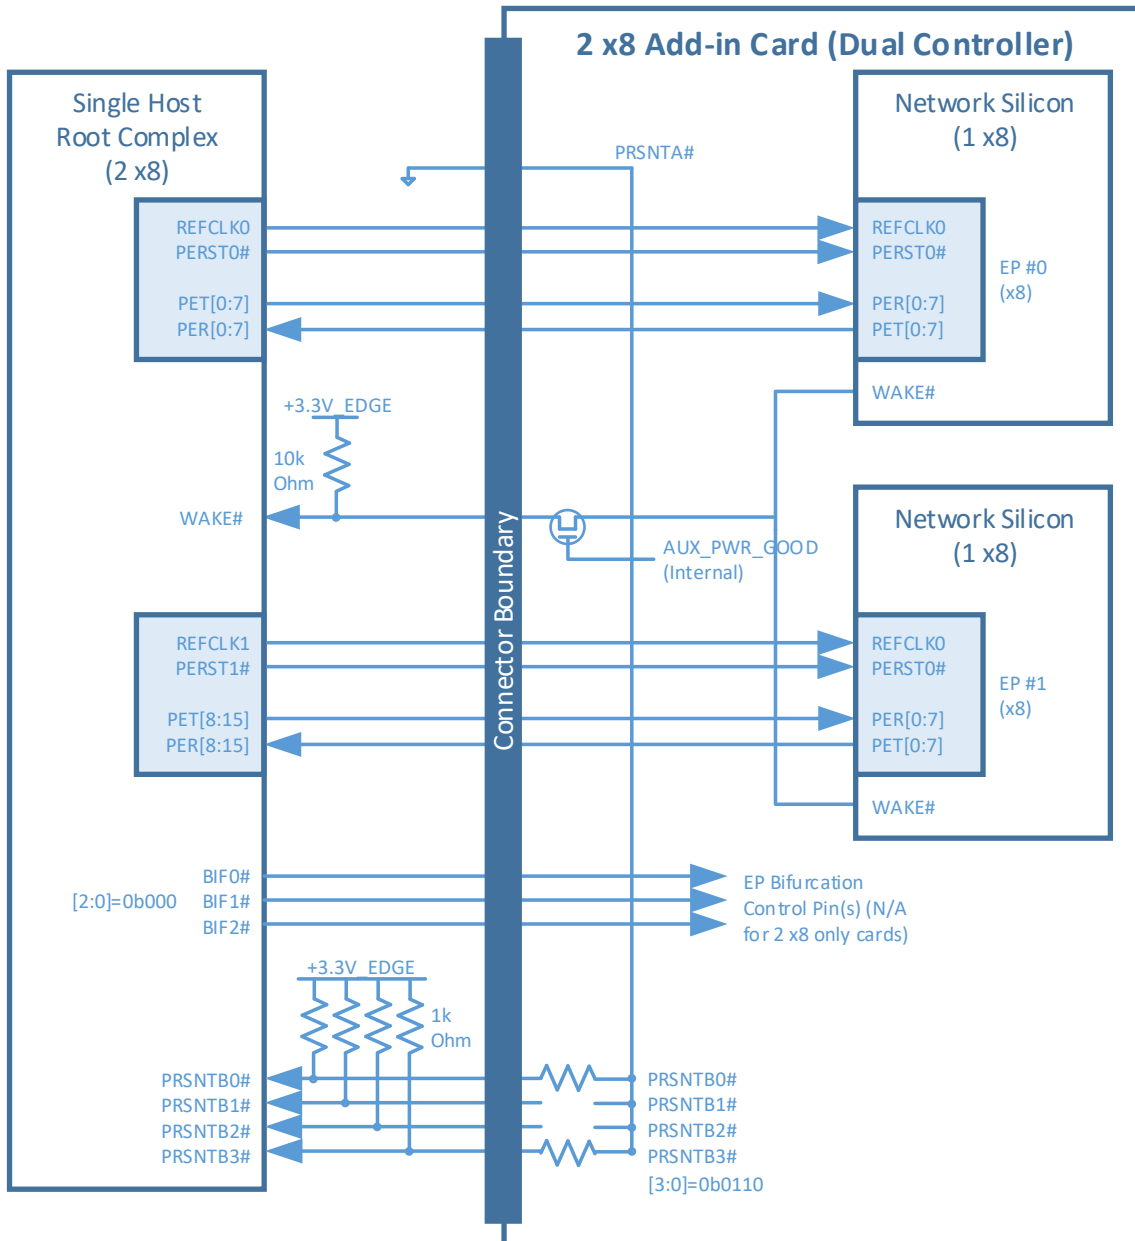 2 x8 Add-in Card (Dual Controller)
Single Host
Root Complex
(2 x8)
Network Silicon
(1 x8)
PRSNTA#
REFCLK0
PERST0#
PET[0:7]
PER[0:7]
REFCLK0
PERST0#
PER[0:7]
PET[0:7]
EP #0
(x8)
WAKE#
+3.3V_EDGE
10k
Ohm
WAKE#
Connector Boundary
AUX_PWR_GOOD
(Internal)
Network Silicon
(1 x8)
REFCLK1
PERST1#
PET[8:15]
PER[8:15]
REFCLK0
PERST0#
PER[0:7]
PET[0:7]
EP #1
(x8)
WAKE#
[2:0]=0b000
BIF0#
BIF1#
BIF2#
EP Bifurcation
Control Pin(s) (N/A
for 2 x8 only cards)
+3.3V_EDGE
1k
Ohm
PRSNTB0#
PRSNTB1#
PRSNTB2#
PRSNTB3#
PRSNTB0#
PRSNTB1#
PRSNTB2#
PRSNTB3#
[3:0]=0b0110